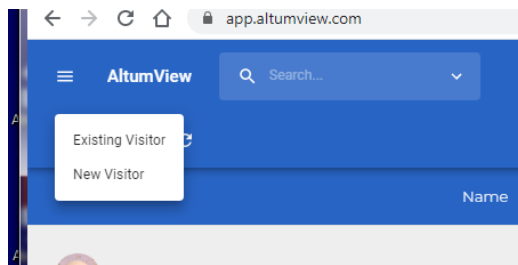 app.altumview.com
AltumView Search...
Existing Visitor
New Visitor
Name